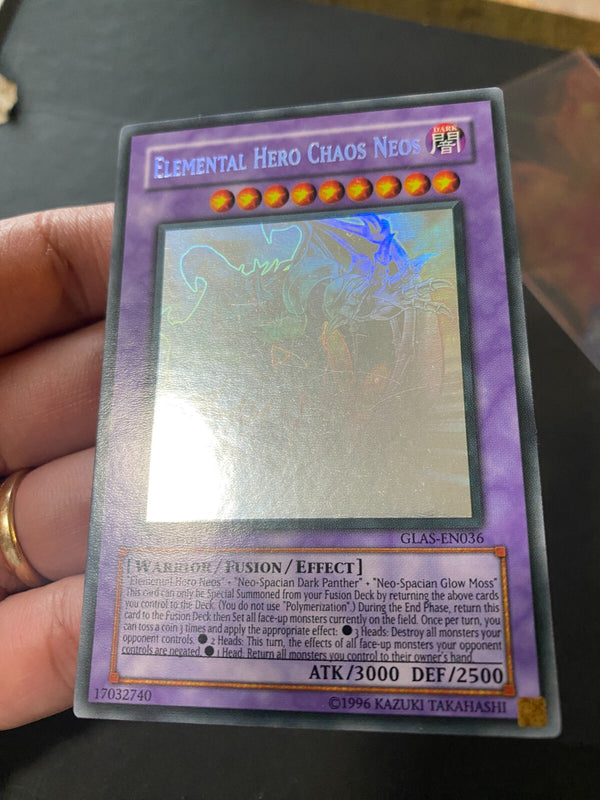 ELEMENTAL HERO CHAOS NEOS
DARK
闇
GLAS-EN036
[WARRIOR/FUSION/EFFECT]
"Elemental Hero Neos" + "Neo-Spacian Dark Panther" + "Neo-Spacian Glow Moss"
This card can only be Special Summoned from your Fusion Deck by returning the above cards
you control to the Deck. (You do not use "Polymerization".) During the End Phase, return this
card to the Fusion Deck then Set all face-up monsters currently on the field. Once per turn, you
can toss a coin 3 times and apply the appropriate effect: ● 3 Heads: Destroy all monsters your
opponent controls. ● 2 Heads: This turn, the effects of all face-up monsters your opponent
controls are negated. ● 1 Head: Return all monsters you control to their owner's hand.
ATK/3000 DEF/2500
17032740
©1996 KAZUKI TAKAHASHI